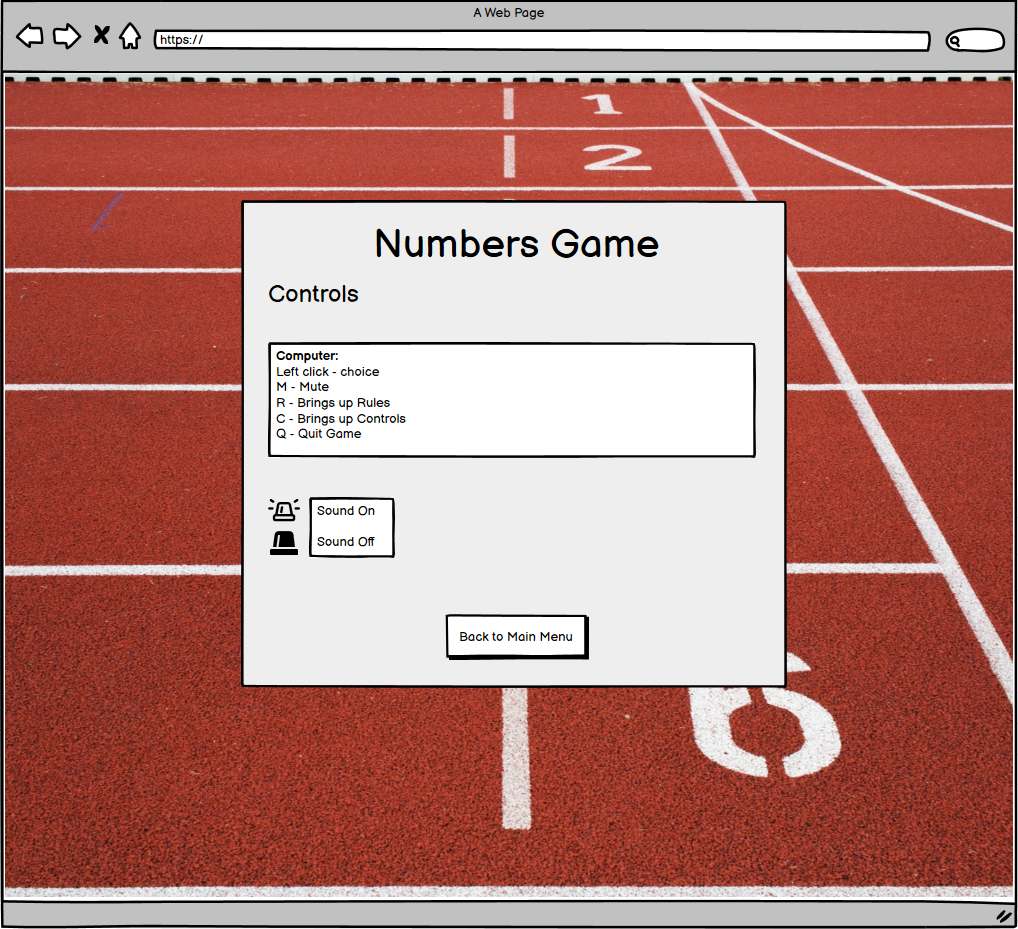 A Web Page
https://
1
2
Numbers Game
Controls
Computer:
Left click - choice
M - Mute
R - Brings up Rules
C - Brings up Controls
Q - Quit Game
Sound On
Sound Off
Back to Main Menu
6